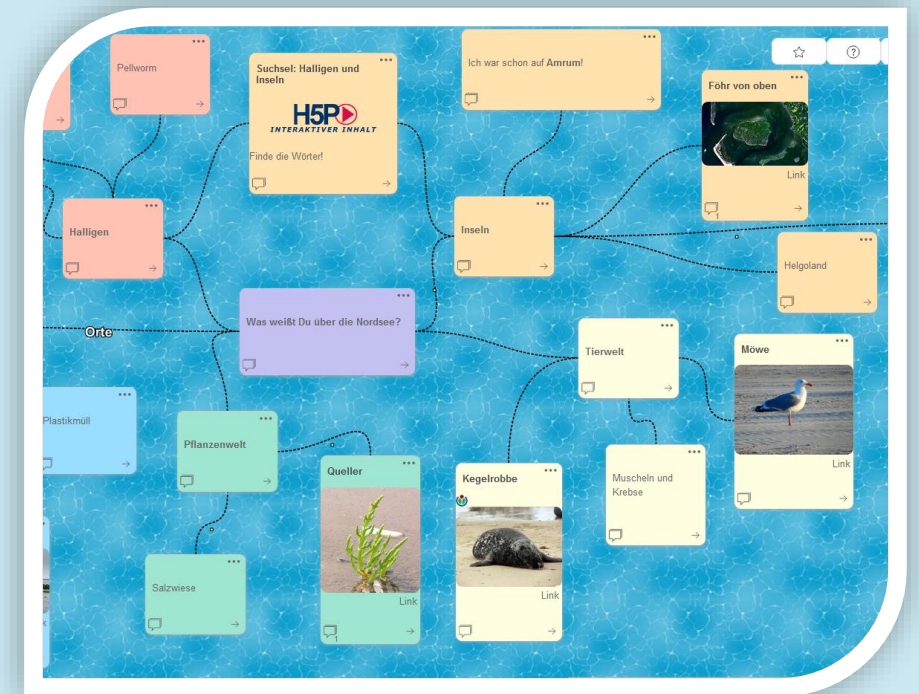 Pellworm
Suchsel: Halligen und
Inseln
H5P
INTERAKTIVER INHALT
Finde die Wörter!
Ich war schon auf Amrum!
Föhr von oben
Link
1
Halligen
Inseln
Helgoland
Was weißt Du über die Nordsee?
Orte
Tierwelt
Möwe
Link
Plastikmüll
Pflanzenwelt
Queller
Link
1
Kegelrobbe
Link
Muscheln und
Krebse
Salzwiese